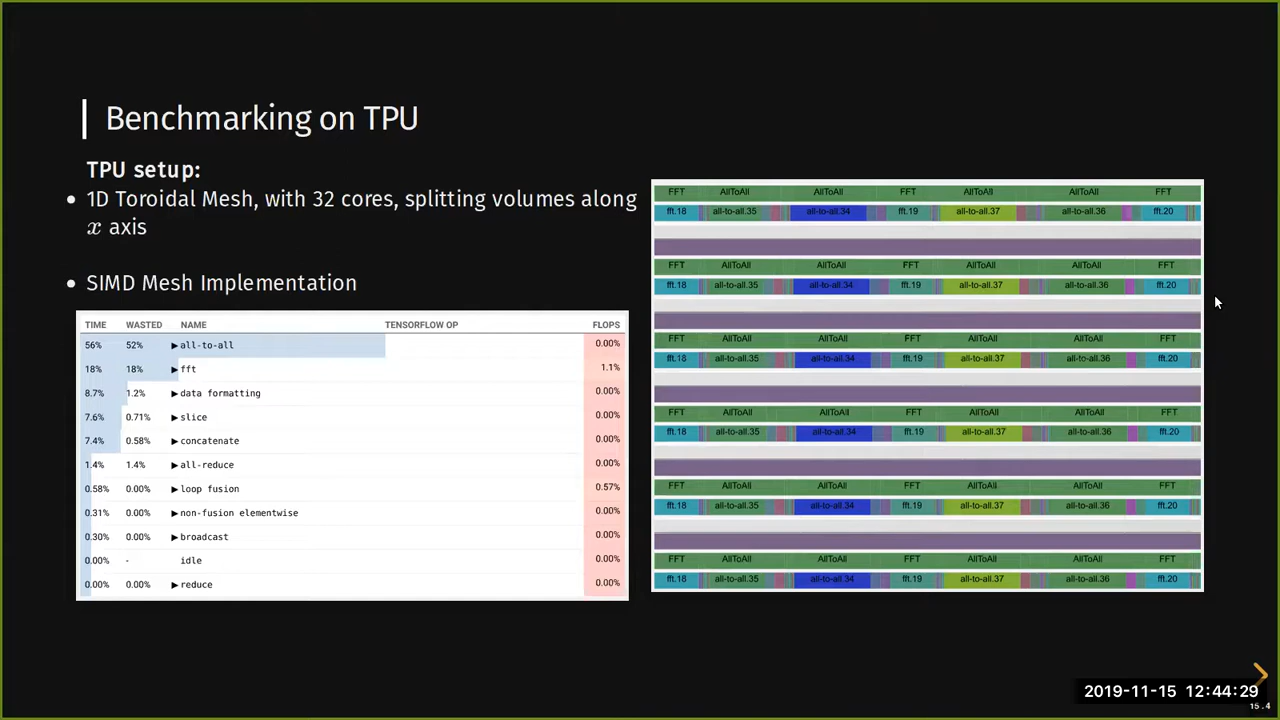 Benchmarking on TPU
TPU setup:
1D Toroidal Mesh, with 32 cores, splitting volumes along
x axis
SIMD Mesh Implementation
TIME WASTED NAME TENSORFLOW OP FLOPS
56% 52% ▶ all-to-all 0.00%
18% 18% ▶ fft 1.1%
8.7% 1.2% ▶ data formatting 0.00%
7.6% 0.71% ▶ slice 0.00%
7.4% 0.58% ▶ concatenate 0.00%
1.4% 1.4% ▶ all-reduce 0.00%
0.58% 0.00% ▶ loop fusion 0.57%
0.31% 0.00% ▶ non-fusion elementwise 0.00%
0.30% 0.00% ▶ broadcast 0.00%
0.00% - idle 0.00%
0.00% 0.00% ▶ reduce 0.00%
FFT AllToAll AllToAll FFT AllToAll AllToAll FFT
fft.18 all-to-all.35 all-to-all.34 fft.19 all-to-all.37 all-to-all.36 fft.20
FFT AllToAll AllToAll FFT AllToAll AllToAll FFT
fft.18 all-to-all.35 all-to-all.34 fft.19 all-to-all.37 all-to-all.36 fft.20
FFT AllToAll AllToAll FFT AllToAll AllToAll FFT
fft.18 all-to-all.35 all-to-all.34 fft.19 all-to-all.37 all-to-all.36 fft.20
FFT AllToAll AllToAll FFT AllToAll AllToAll FFT
fft.18 all-to-all.35 all-to-all.34 fft.19 all-to-all.37 all-to-all.36 fft.20
FFT AllToAll AllToAll FFT AllToAll AllToAll FFT
fft.18 all-to-all.35 all-to-all.34 fft.19 all-to-all.37 all-to-all.36 fft.20
FFT AllToAll AllToAll FFT AllToAll AllToAll FFT
fft.18 all-to-all.35 all-to-all.34 fft.19 all-to-all.37 all-to-all.36 fft.20
2019-11-15 12:44:29
15.4